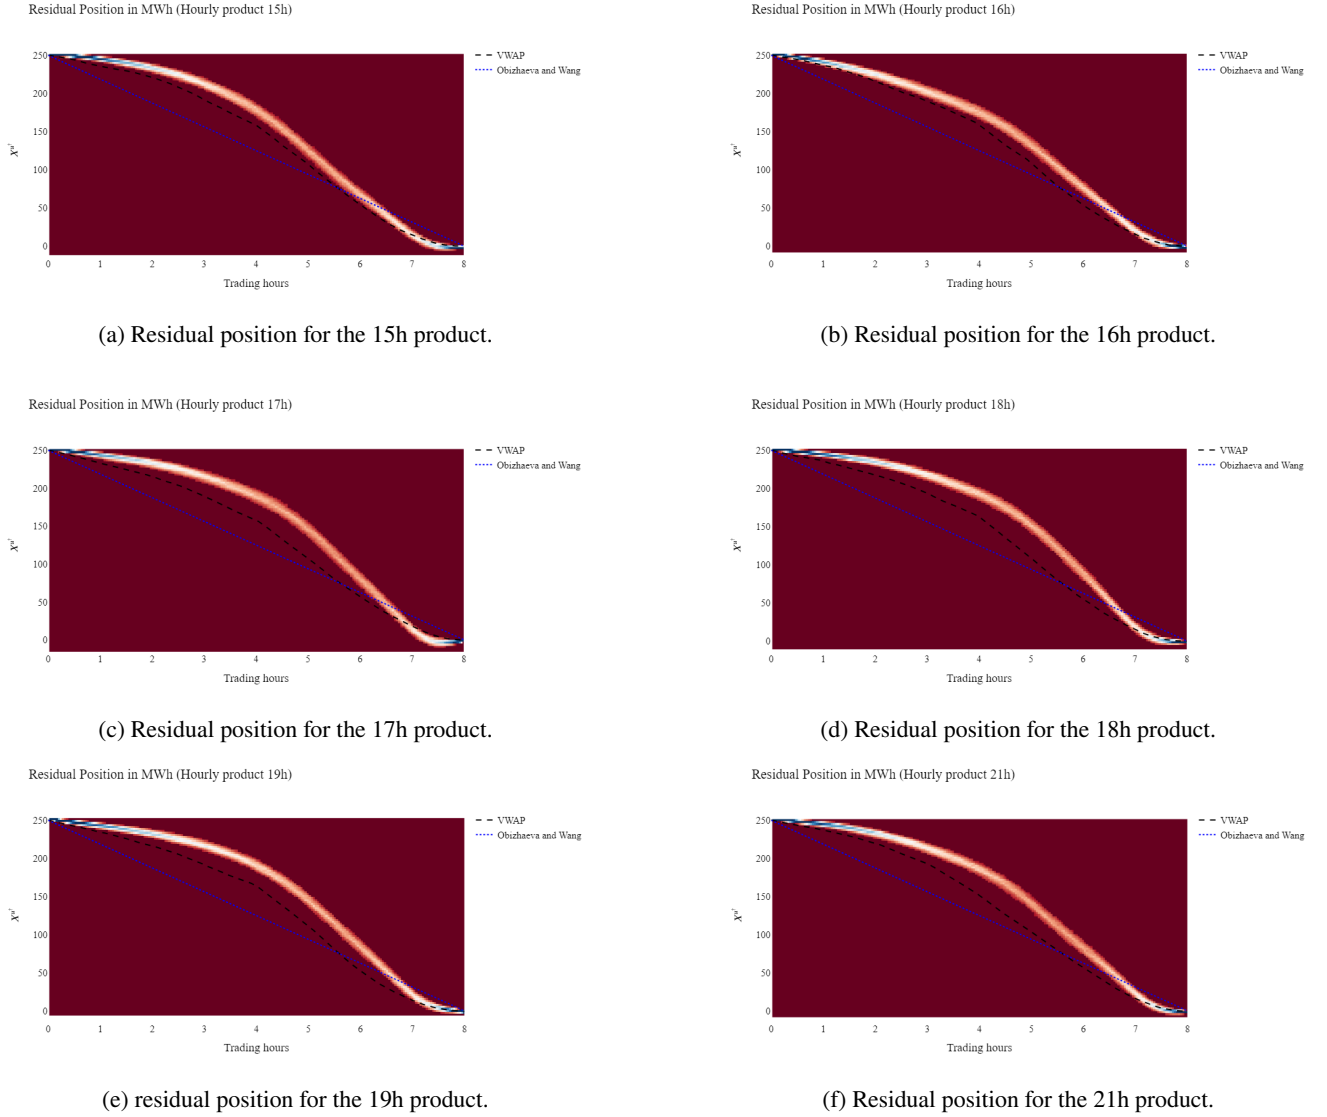 Residual Position in MWh (Hourly product 15h)
VWAP
Obizhaeva and Wang
250
200
150
100
50
0
0 1 2 3 4 5 6 7 8
Trading hours
(a) Residual position for the 15h product.
Residual Position in MWh (Hourly product 16h)
VWAP
Obizhaeva and Wang
250
200
150
100
50
0
0 1 2 3 4 5 6 7 8
Trading hours
(b) Residual position for the 16h product.
Residual Position in MWh (Hourly product 17h)
VWAP
Obizhaeva and Wang
250
200
150
100
50
0
0 1 2 3 4 5 6 7 8
Trading hours
(c) Residual position for the 17h product.
Residual Position in MWh (Hourly product 18h)
VWAP
Obizhaeva and Wang
250
200
150
100
50
0
0 1 2 3 4 5 6 7 8
Trading hours
(d) Residual position for the 18h product.
Residual Position in MWh (Hourly product 19h)
VWAP
Obizhaeva and Wang
250
200
150
100
50
0
0 1 2 3 4 5 6 7 8
Trading hours
(e) residual position for the 19h product.
Residual Position in MWh (Hourly product 21h)
VWAP
Obizhaeva and Wang
250
200
150
100
50
0
0 1 2 3 4 5 6 7 8
Trading hours
(f) Residual position for the 21h product.